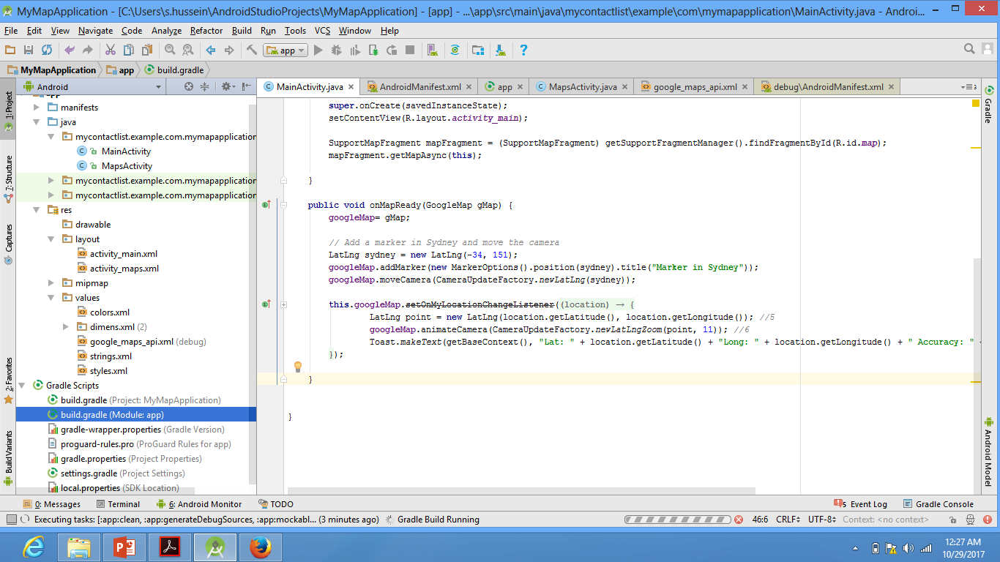 MyMapApplication - [C:\Users\s.hussein\AndroidStudioProjects\MyMapApplication] - [app] - ...\app\src\main\java\mycontactlist\example\com\mymapapplication\MainActivity.java - Andro...
File Edit View Navigate Code Analyze Refactor Build Run Tools VCS Window Help
app
MyMapApplication app build.gradle
Android
MainActivity.java AndroidManifest.xml app MapsActivity.java google_maps_api.xml debug\AndroidManifest.xml 3
1: Project
7: Structure
Captures
2: Favorites
Build Variants
app
manifests
java
mycontactlist.example.com.mymapapplication
MainActivity
MapsActivity
mycontactlist.example.com.mymapapplication
mycontactlist.example.com.mymapapplication
res
drawable
layout
activity_main.xml
activity_maps.xml
mipmap
values
colors.xml
dimens.xml (2)
google_maps_api.xml (debug)
strings.xml
styles.xml
Gradle Scripts
build.gradle (Project: MyMapApplication)
build.gradle (Module: app)
gradle-wrapper.properties (Gradle Version)
proguard-rules.pro (ProGuard Rules for app)
gradle.properties (Project Properties)
settings.gradle (Project Settings)
local.properties (SDK Location)
super.onCreate(savedInstanceState);
setContentView(R.layout.activity_main);
SupportMapFragment mapFragment = (SupportMapFragment) getSupportFragmentManager().findFragmentById(R.id.map);
mapFragment.getMapAsync(this);
}
public void onMapReady(GoogleMap gMap) {
googleMap= gMap;
// Add a marker in Sydney and move the camera
LatLng sydney = new LatLng(-34, 151);
googleMap.addMarker(new MarkerOptions().position(sydney).title("Marker in Sydney"));
googleMap.moveCamera(CameraUpdateFactory.newLatLng(sydney));
this.googleMap.setOnMyLocationChangeListener((location) → {
LatLng point = new LatLng(location.getLatitude(), location.getLongitude()); //5
googleMap.animateCamera(CameraUpdateFactory.newLatLngZoom(point, 11)); //6
Toast.makeText(getBaseContext(), "Lat: " + location.getLatitude() + "Long: " + location.getLongitude() + " Accuracy: " +
});
}
}
Gradle
Android Model
0: Messages Terminal 6: Android Monitor TODO 5 Event Log Gradle Console
Executing tasks: [:app:clean, :app:generateDebugSources, :app:mockabl... (3 minutes ago) Gradle Build Running 46:6 CRLF UTF-8 Context: <no context>
12:27 AM
10/29/2017